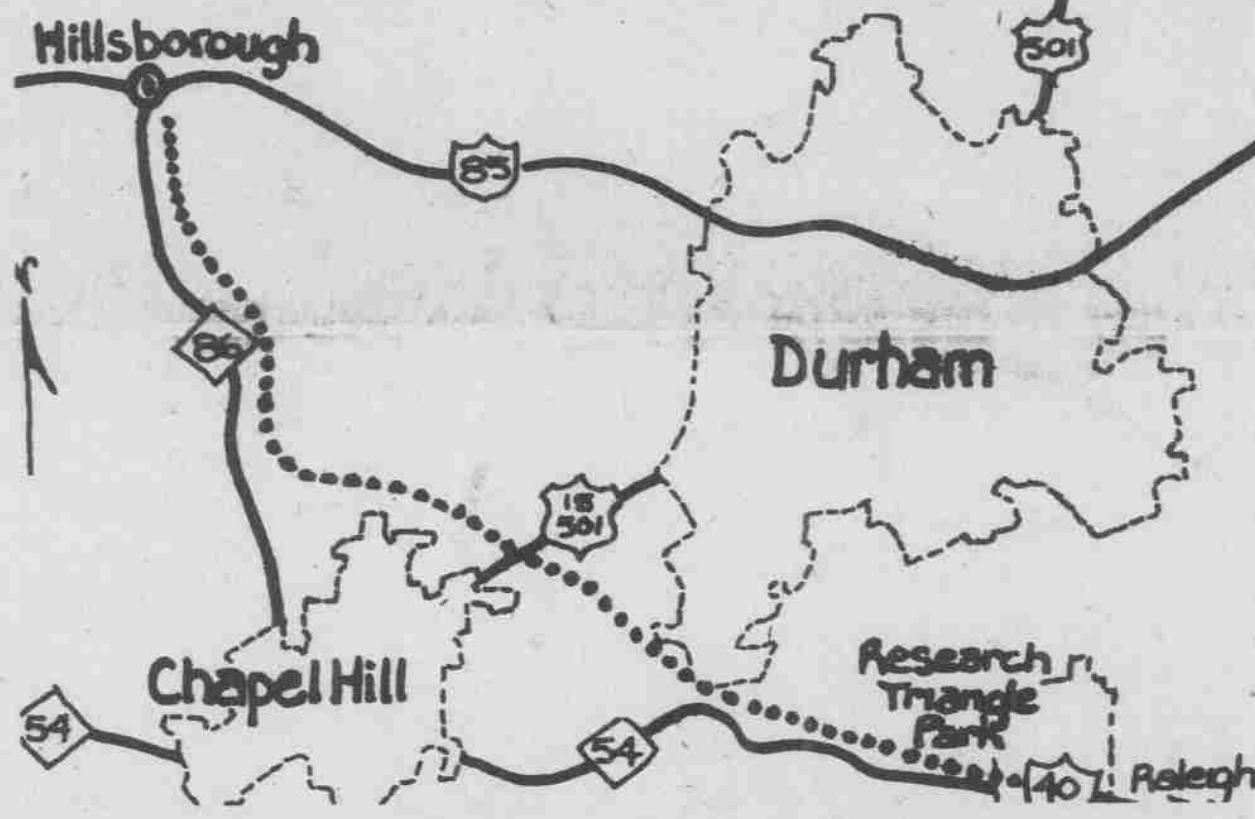 Hillsborough
501
85
86
Durham
15
501
Chapel Hill
Research
Triangle
Park
54
54
40
Raleigh